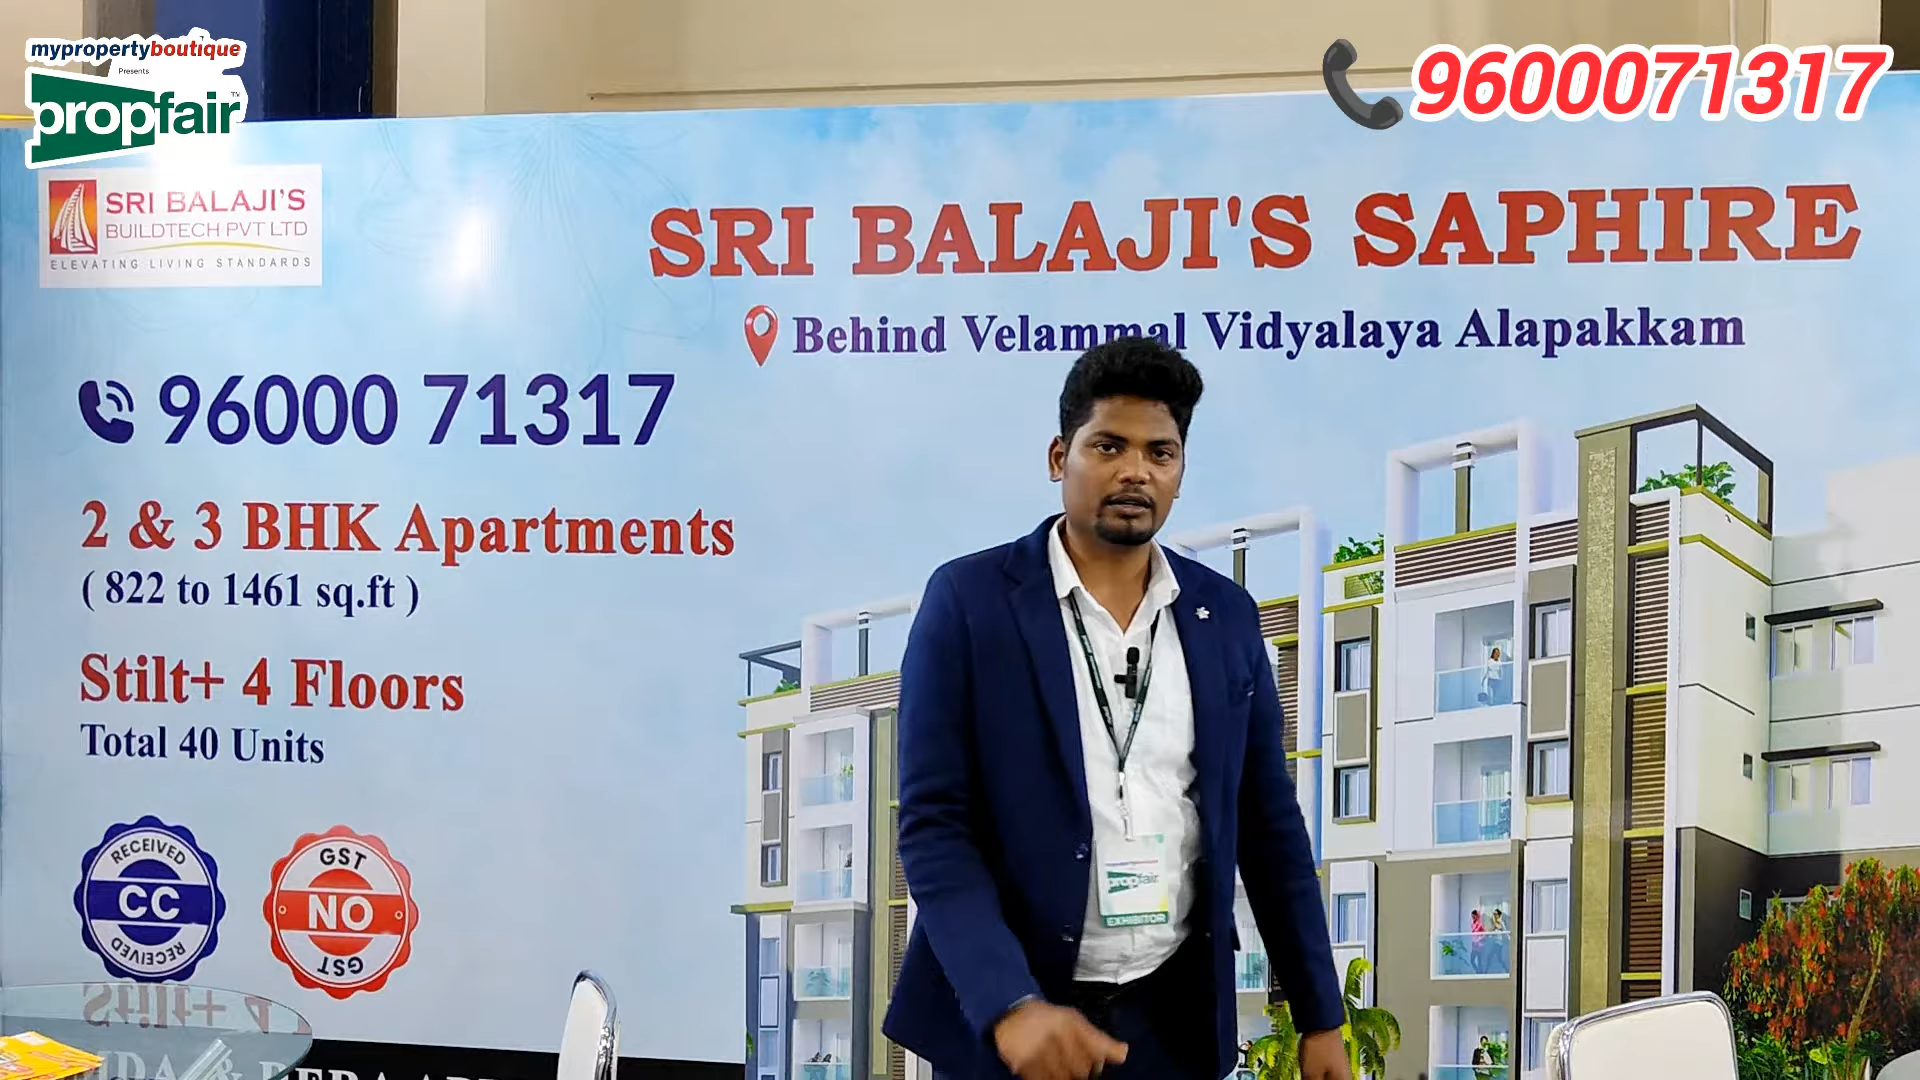 mypropertyboutique
Presents
propfair™
9600071317
SRI BALAJI'S
BUILDTECH PVT LTD
ELEVATING LIVING STANDARDS
SRI BALAJI'S SAPHIRE
Behind Velammal Vidyalaya Alapakkam
96000 71317
2 & 3 BHK Apartments
( 822 to 1461 sq.ft )
Stilt+ 4 Floors
Total 40 Units
RECEIVED
CC
RECEIVED
GST
NO
GST
propfair
EXHIBITOR